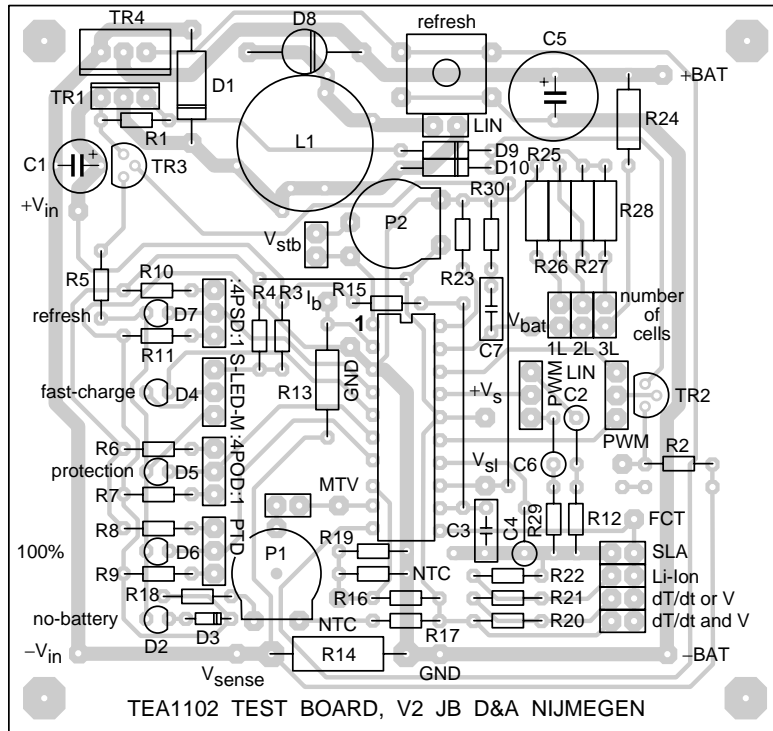 TR4
D8
refresh
C5
+
+BAT
D1
TR1
R1
L1
LIN
R24
C1
+
TR3
D9
D10
R25
R30
+Vin
P2
R28
Vstb
R5
R10
R4
R3
Ib
R15
R23
R26
R27
refresh
D7
:4PSD:1
1
Vbat
number
of
cells
R11
C7
1L
2L
3L
GND
fast-charge
D4
S-LED-M
R13
+Vs
PWM
LIN
C2
TR2
PWM
R6
protection
D5
:4POD:1
Vsl
C6
R2
R7
MTV
R8
PTD
P1
R19
C3
C4
R29
R12
FCT
100%
D6
SLA
R9
NTC
R22
Li-Ion
R18
R16
R21
dT/dt or V
no-battery
D2
D3
NTC
R17
R20
dT/dt and V
−Vin
R14
−BAT
Vsense
GND
TEA1102 TEST BOARD, V2 JB D&A NIJMEGEN